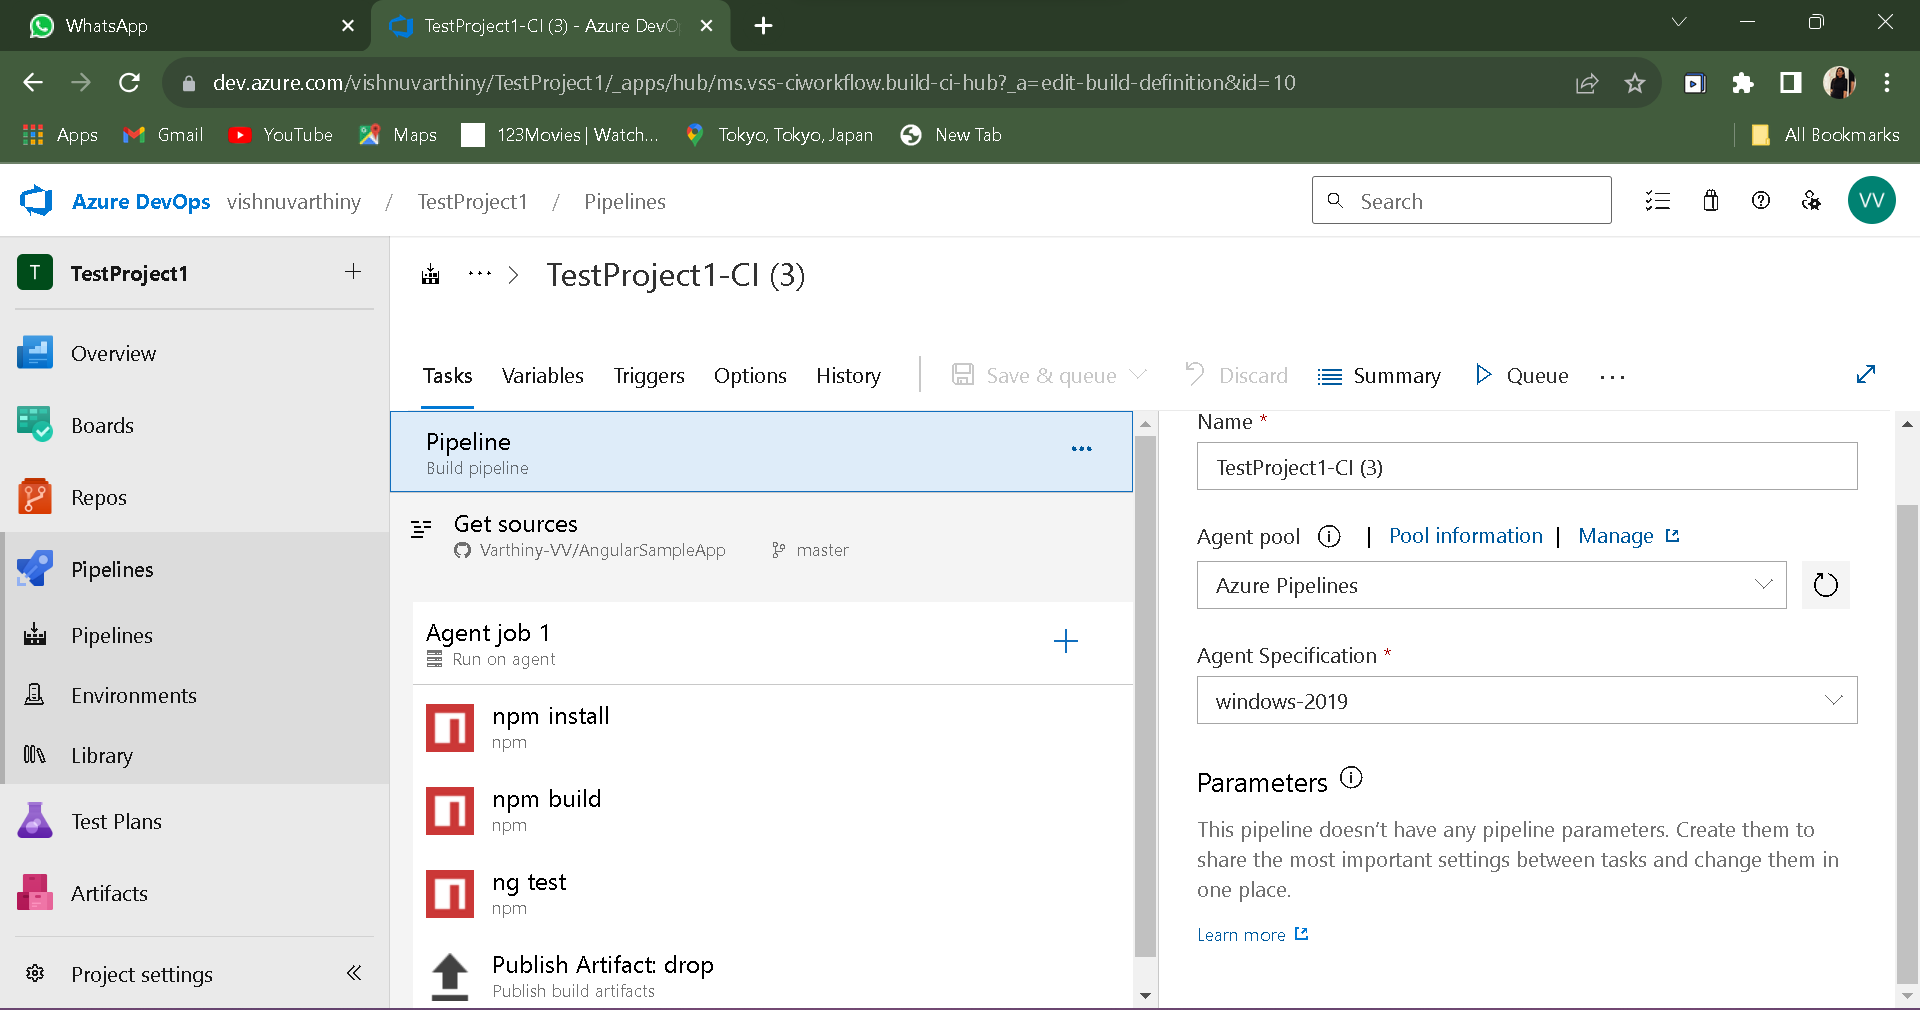 WhatsApp
TestProject1-CI (3) - Azure DevO
dev.azure.com/vishnuvarthiny/TestProject1/_apps/hub/ms.vss-ciworkflow.build-ci-hub?_a=edit-build-definition&id=10
Apps
Gmail
YouTube
Maps
123Movies | Watch...
Tokyo, Tokyo, Japan
New Tab
All Bookmarks
Azure DevOps vishnuvarthiny / TestProject1 / Pipelines
Search
VV
T TestProject1
Overview
Boards
Repos
Pipelines
Pipelines
Environments
Library
Test Plans
Artifacts
Project settings
... > TestProject1-CI (3)
Tasks Variables Triggers Options History Save & queue Discard Summary Queue ...
Pipeline
Build pipeline
Get sources
Varthiny-VV/AngularSampleApp master
Agent job 1
Run on agent
npm install
npm
npm build
npm
ng test
npm
Publish Artifact: drop
Publish build artifacts
Name *
TestProject1-CI (3)
Agent pool | Pool information | Manage
Azure Pipelines
Agent Specification *
windows-2019
Parameters
This pipeline doesn't have any pipeline parameters. Create them to
share the most important settings between tasks and change them in
one place.
Learn more